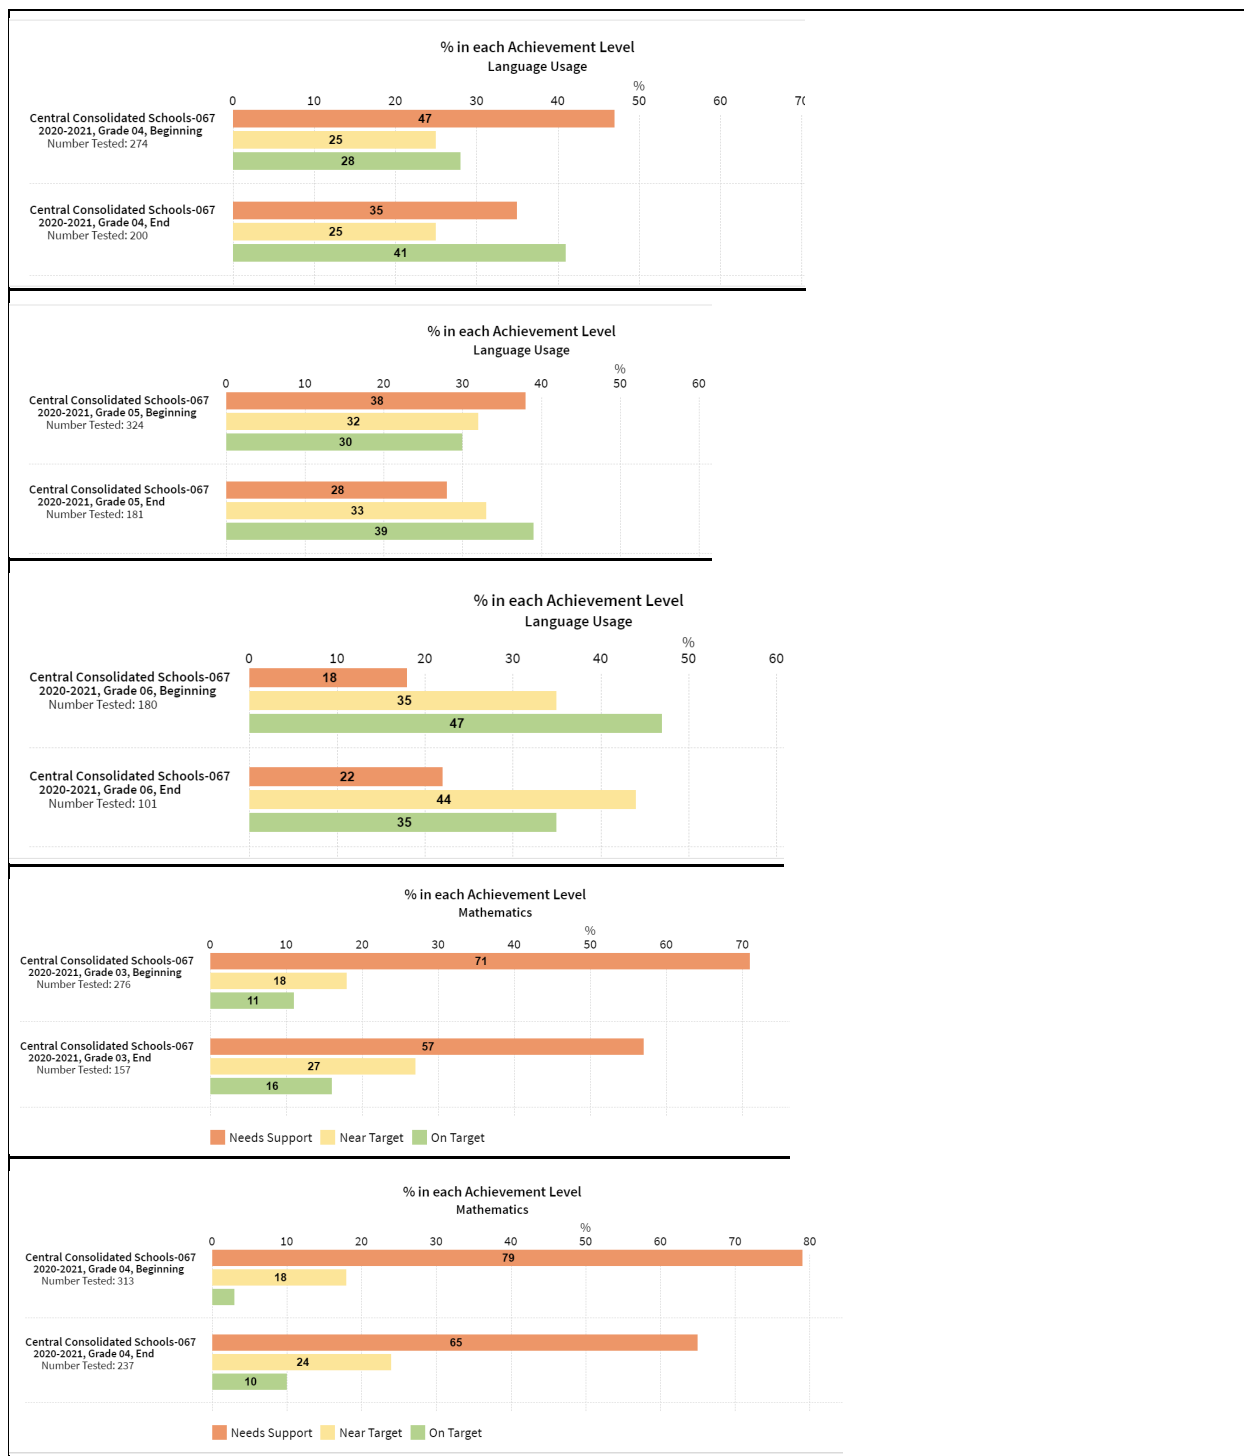 % in each Achievement Level
Language Usage
%
0 10 20 30 40 50 60 70
Central Consolidated Schools-067
2020-2021, Grade 04, Beginning
Number Tested: 274
47
25
28
Central Consolidated Schools-067
2020-2021, Grade 04, End
Number Tested: 200
35
25
41
% in each Achievement Level
Language Usage
%
0 10 20 30 40 50 60
Central Consolidated Schools-067
2020-2021, Grade 05, Beginning
Number Tested: 324
38
32
30
Central Consolidated Schools-067
2020-2021, Grade 05, End
Number Tested: 181
28
33
39
% in each Achievement Level
Language Usage
%
0 10 20 30 40 50 60
Central Consolidated Schools-067
2020-2021, Grade 06, Beginning
Number Tested: 180
18
35
47
Central Consolidated Schools-067
2020-2021, Grade 06, End
Number Tested: 101
22
44
35
% in each Achievement Level
Mathematics
%
0 10 20 30 40 50 60 70
Central Consolidated Schools-067
2020-2021, Grade 03, Beginning
Number Tested: 276
71
18
11
Central Consolidated Schools-067
2020-2021, Grade 03, End
Number Tested: 157
57
27
16
Needs Support Near Target On Target
% in each Achievement Level
Mathematics
%
0 10 20 30 40 50 60 70 80
Central Consolidated Schools-067
2020-2021, Grade 04, Beginning
Number Tested: 313
79
18
Central Consolidated Schools-067
2020-2021, Grade 04, End
Number Tested: 237
65
24
10
Needs Support Near Target On Target